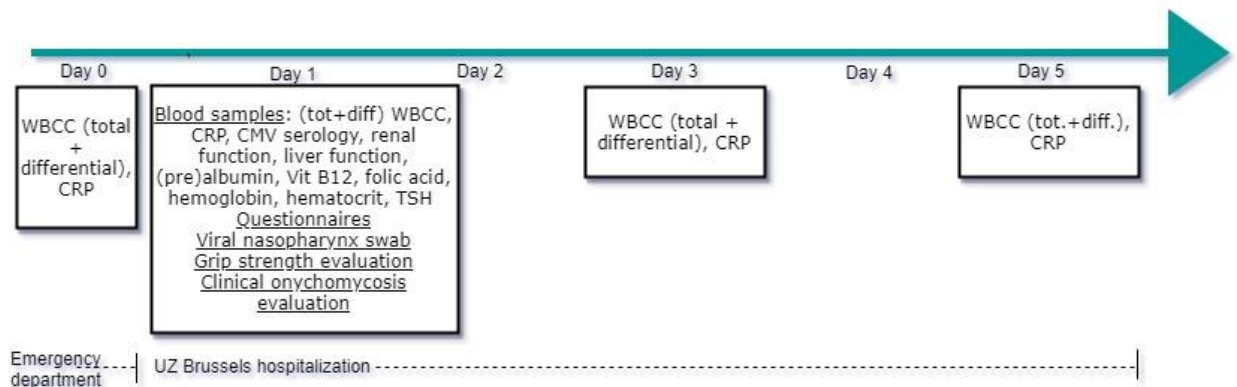 Day 0
Day 1
Day 2
Day 3
Day 4
Day 5
WBCC (total
+
differential),
CRP
Blood samples: (tot+diff) WBCC,
CRP, CMV serology, renal
function, liver function,
(pre)albumin, Vit B12, folic acid,
hemoglobin, hematocrit, TSH
Questionnaires
Viral nasopharynx swab
Grip strength evaluation
Clinical onychomycosis
evaluation
WBCC (total +
differential), CRP
WBCC (tot.+diff.),
CRP
Emergency
department
UZ Brussels hospitalization